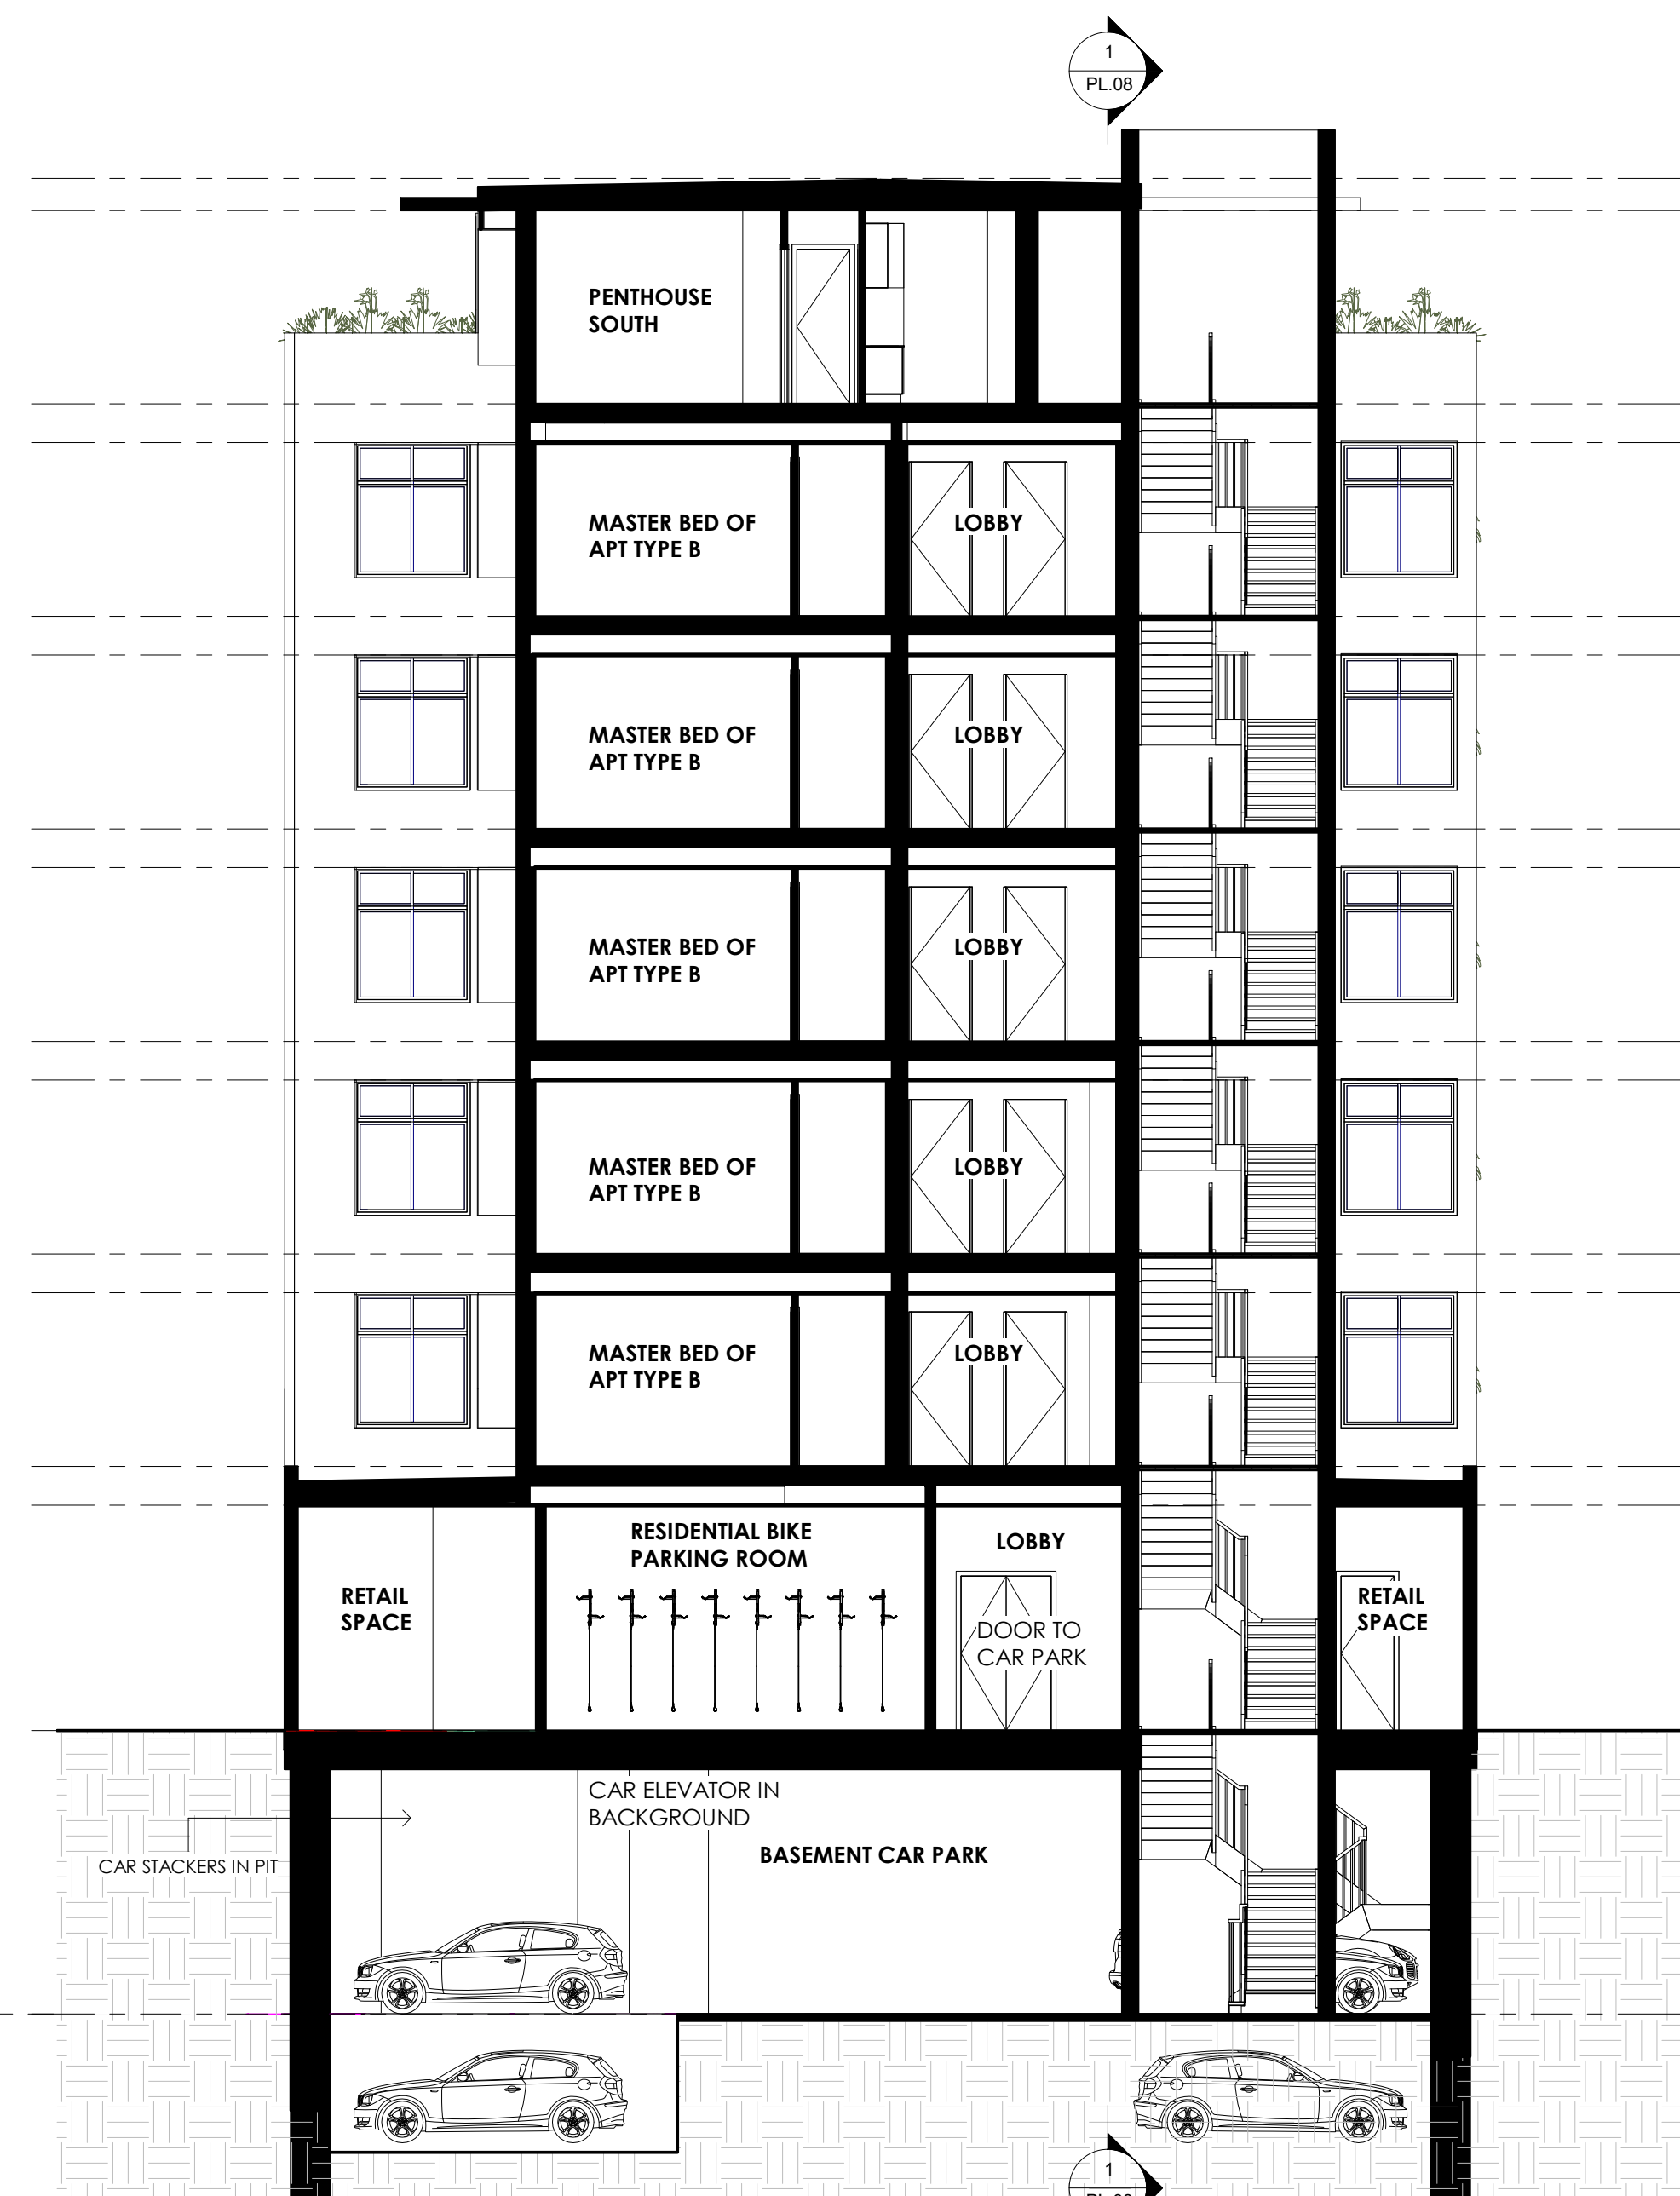 1
PL.08
PENTHOUSE
SOUTH
MASTER BED OF
APT TYPE B
LOBBY
MASTER BED OF
APT TYPE B
LOBBY
MASTER BED OF
APT TYPE B
LOBBY
MASTER BED OF
APT TYPE B
LOBBY
MASTER BED OF
APT TYPE B
LOBBY
RETAIL
SPACE
RESIDENTIAL BIKE
PARKING ROOM
LOBBY
DOOR TO
CAR PARK
RETAIL
SPACE
CAR ELEVATOR IN
BACKGROUND
BASEMENT CAR PARK
CAR STACKERS IN PIT
1